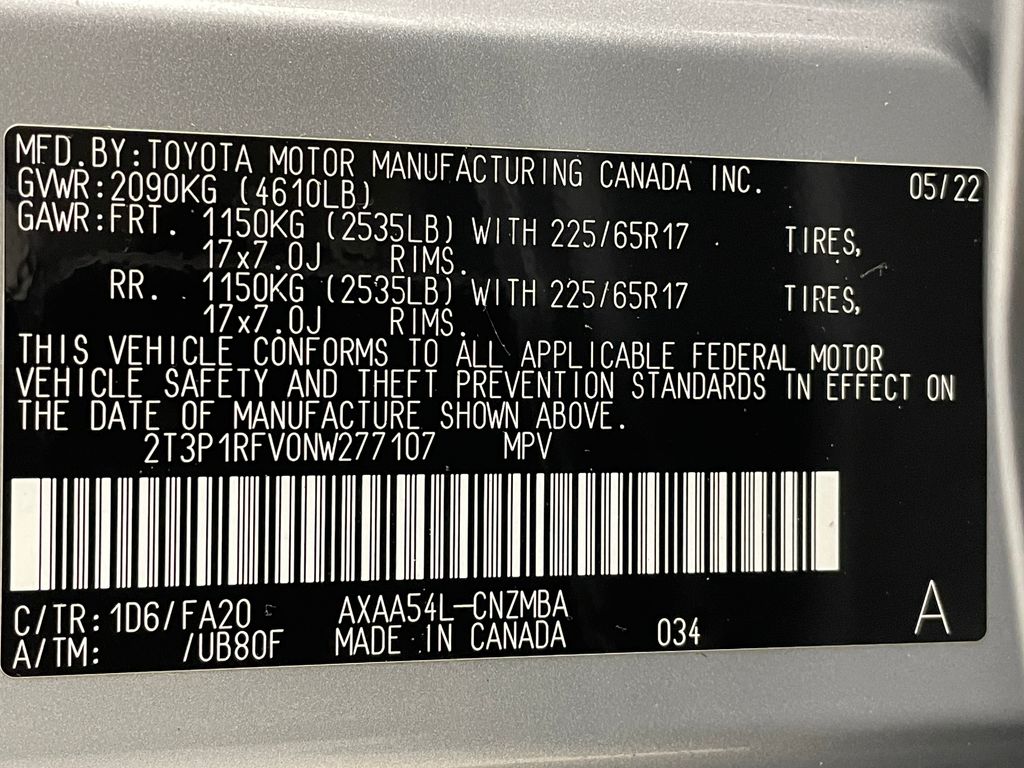 MFD.BY:TOYOTA MOTOR MANUFACTURING CANADA INC. 05/22
GVWR:2090KG (4610LB)
GAWR:FRT. 1150KG (2535LB) WITH 225/65R17 TIRES,
17x7.0J RIMS.
RR. 1150KG (2535LB) WITH 225/65R17 TIRES,
17x7.0J RIMS.
THIS VEHICLE CONFORMS TO ALL APPLICABLE FEDERAL MOTOR
VEHICLE SAFETY AND THEFT PREVENTION STANDARDS IN EFFECT ON
THE DATE OF MANUFACTURE SHOWN ABOVE.
2T3P1RFV0NW277107 MPV
C/TR:1D6/FA20 AXAA54L-CNZMBA A
A/TM: /UB80F MADE IN CANADA 034